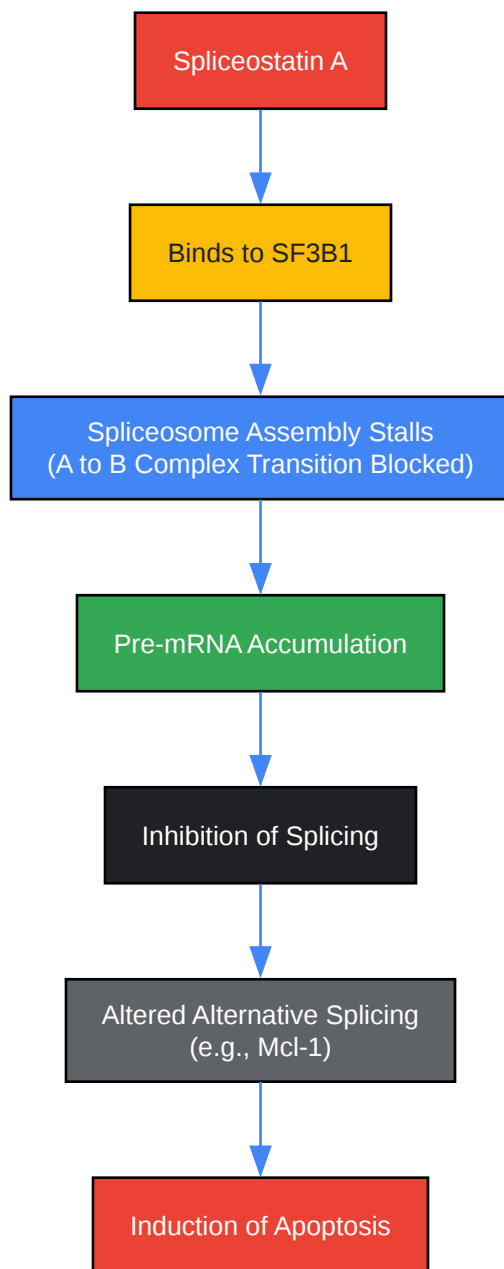 Spliceostatin A
Binds to SF3B1
Spliceosome Assembly Stalls
(A to B Complex Transition Blocked)
Pre-mRNA Accumulation
Inhibition of Splicing
Altered Alternative Splicing
(e.g., Mcl-1)
Induction of Apoptosis